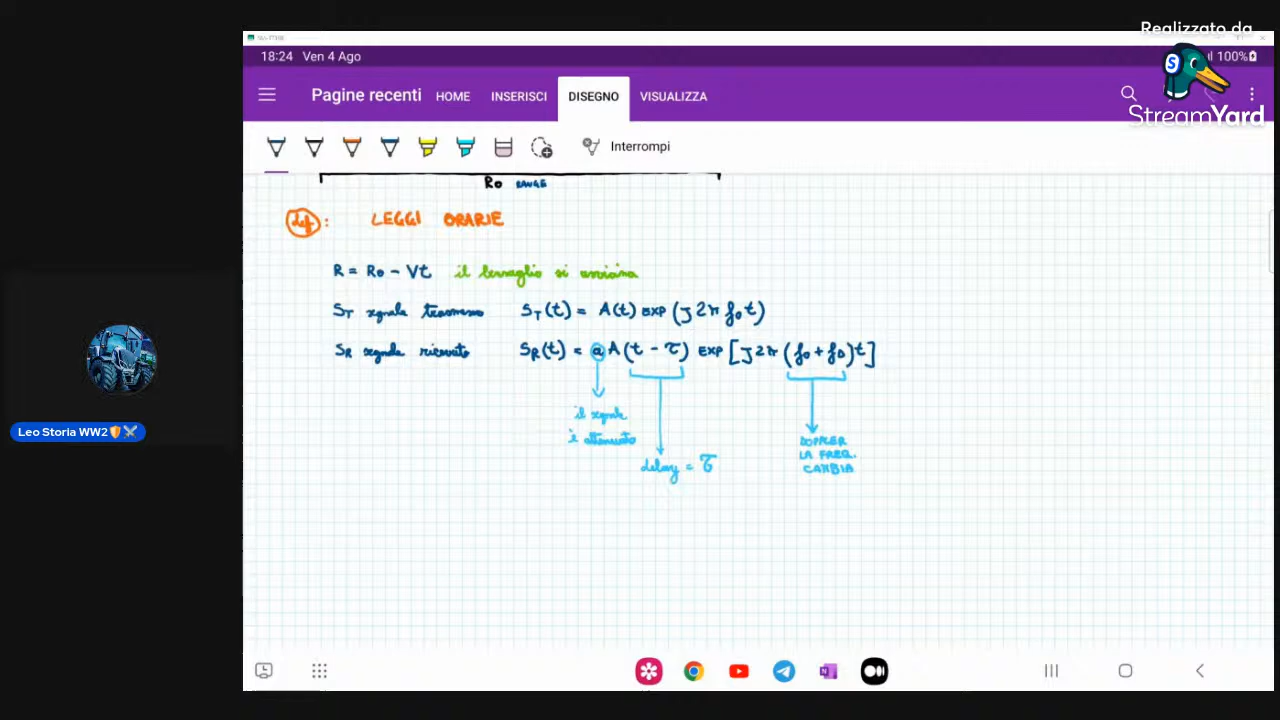 Realizzato da
StreamYard
18:24 Ven 4 Ago
100%
Pagine recenti HOME INSERISCI DISEGNO VISUALIZZA
Interrompi
Ro RANGE
def: LEGGI ORARIE
R = Ro - Vt il bersaglio si avvicina
ST segnale trasmesso ST(t) = A(t) EXP (J 2π fo t)
SR segnale ricevuto SR(t) = a A (t - τ) EXP [J 2π (fo + fD) t]
il segnale
è attenuato
delay = τ
DOPPLER
LA FREQ.
CAMBIA
Leo Storia WW2🛡️⚔️